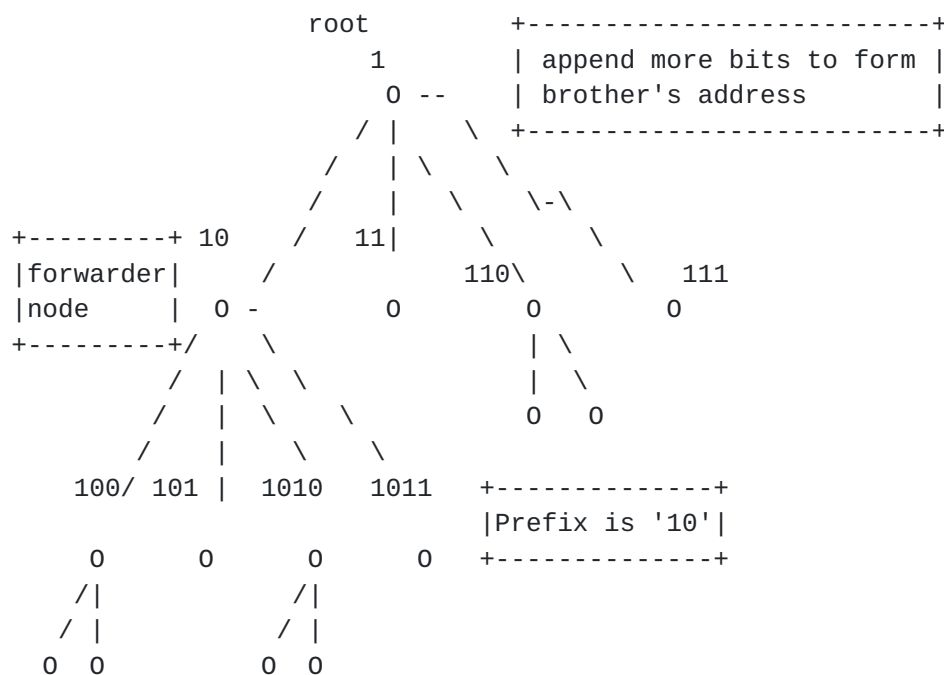 root
1
append more bits to form
brother's address
O
10 11
forwarder 110 111
node O O O O
O O
100 101 1010 1011
Prefix is '10'
O O O O
O O O O